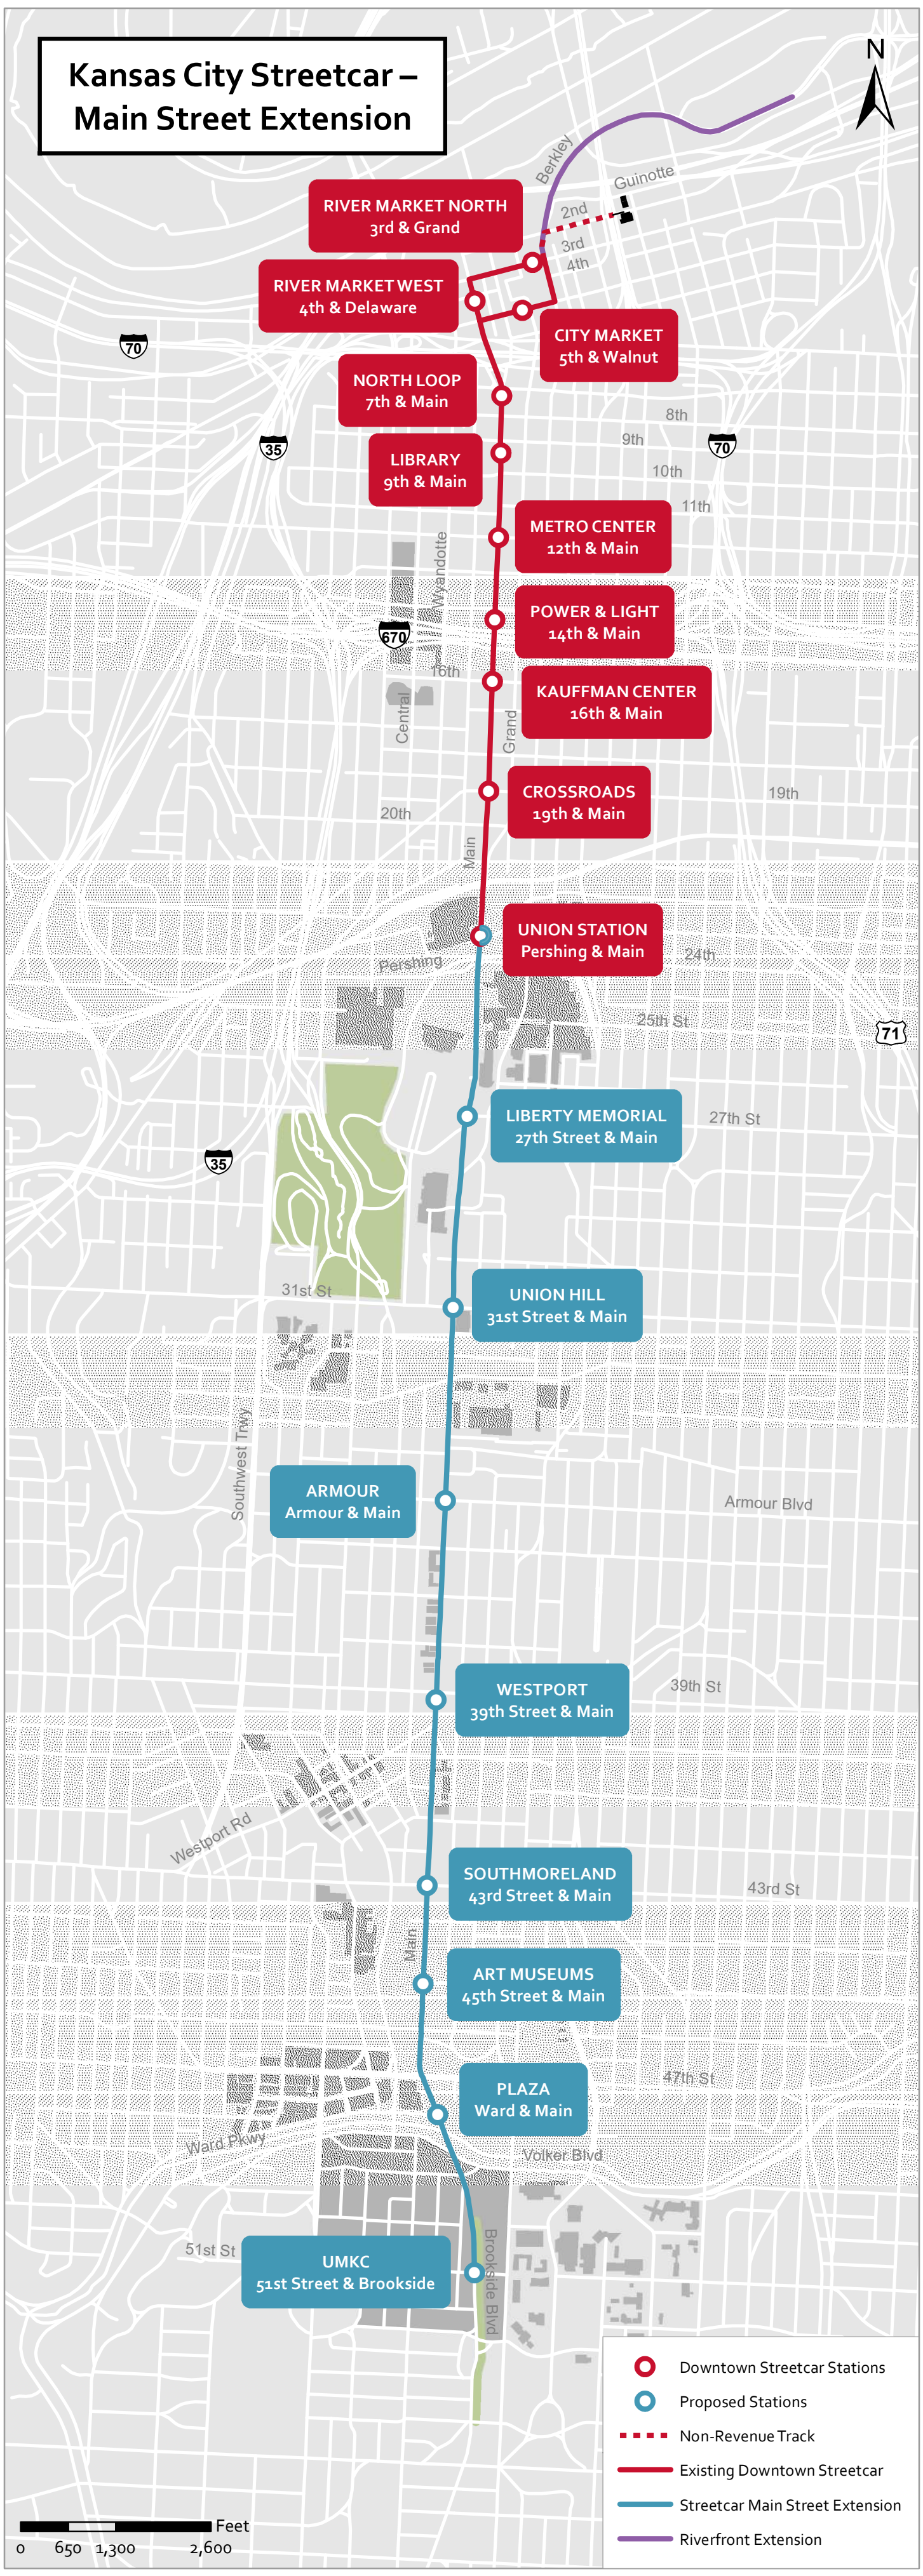 Kansas City Streetcar –
Main Street Extension
N
Berkley
Guinotte
2nd
3rd
4th
RIVER MARKET NORTH
3rd & Grand
RIVER MARKET WEST
4th & Delaware
CITY MARKET
5th & Walnut
70
NORTH LOOP
7th & Main
8th
9th
35
70
LIBRARY
9th & Main
10th
11th
METRO CENTER
12th & Main
Wyandotte
POWER & LIGHT
14th & Main
670
16th
KAUFFMAN CENTER
16th & Main
Central
Grand
CROSSROADS
19th & Main
19th
20th
Main
UNION STATION
Pershing & Main
Pershing
24th
25th St
71
LIBERTY MEMORIAL
27th Street & Main
27th St
35
31st St
UNION HILL
31st Street & Main
Southwest Trwy
ARMOUR
Armour & Main
Armour Blvd
WESTPORT
39th Street & Main
39th St
Westport Rd
SOUTHMORELAND
43rd Street & Main
43rd St
Main
ART MUSEUMS
45th Street & Main
47th St
PLAZA
Ward & Main
Ward Pkwy
Volker Blvd
51st St
UMKC
51st Street & Brookside
Brookside Blvd
Downtown Streetcar Stations
Proposed Stations
Non-Revenue Track
Existing Downtown Streetcar
Streetcar Main Street Extension
Riverfront Extension
Feet
0 650 1,300 2,600